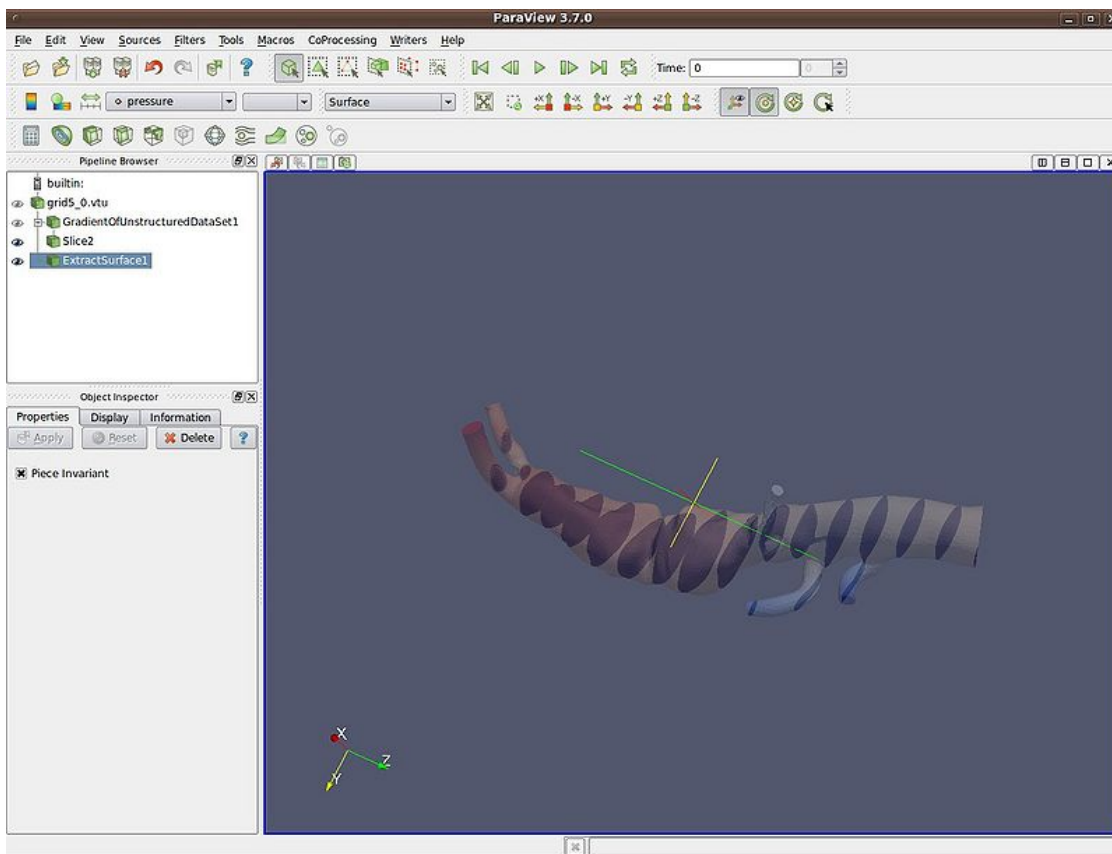 ParaView 3.7.0
File Edit View Sources Filters Tools Macros CoProcessing Writers Help
Time: 0 0
pressure Surface
+X -X +Y -Y +Z -Z
Pipeline Browser
builtin:
grid5_0.vtu
GradientOfUnstructuredDataSet1
Slice2
ExtractSurface1
Object Inspector
Properties Display Information
Apply Reset Delete ?
Piece Invariant
X
Z
Y